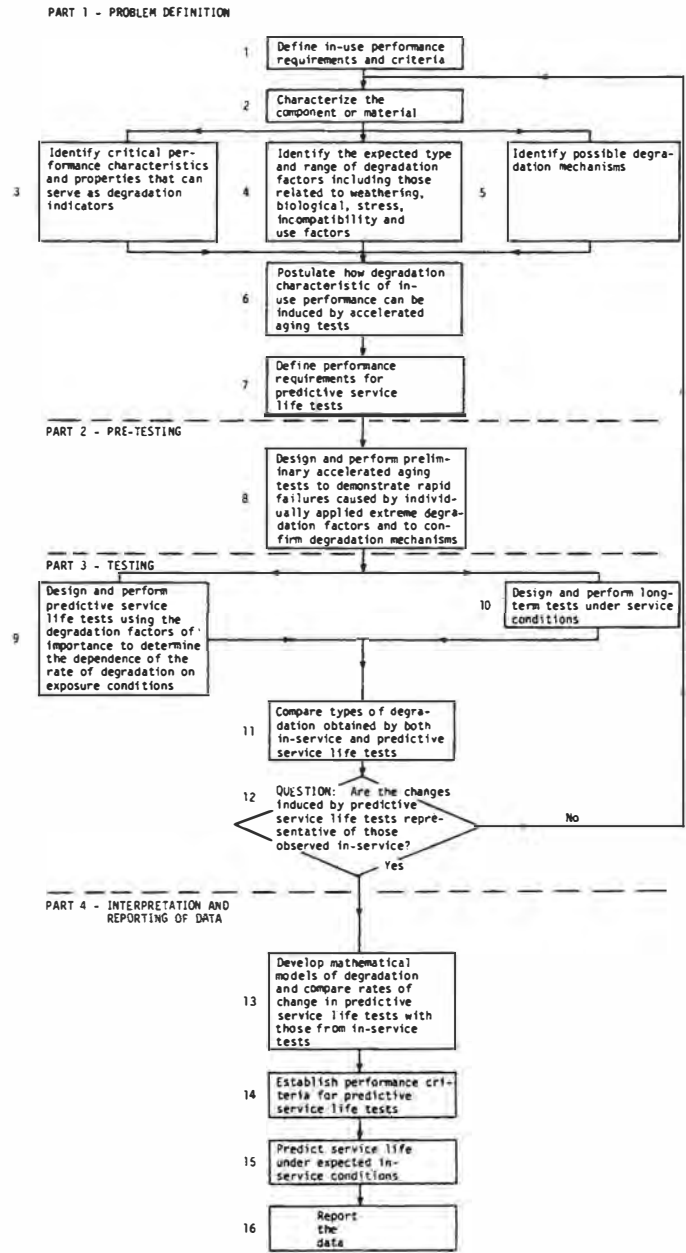 PART 1 - PROBLEM DEFINITION
1
Define in-use performance
requirements and criteria
2
Characterize the
component or material
3
Identify critical per-
formance characteristics
and properties that can
serve as degradation
indicators
4
Identify the expected type
and range of degradation
factors including those
related to weathering,
biological, stress,
incompatibility and
use factors
5
Identify possible degra-
dation mechanisms
6
Postulate how degradation
characteristic of in-
use performance can be
induced by accelerated
aging tests
7
Define performance
requirements for
predictive service
life tests
PART 2 - PRE-TESTING
8
Design and perform prelim-
inary accelerated aging
tests to demonstrate rapid
failures caused by individ-
ually applied extreme degra-
dation factors and to con-
firm degradation mechanisms
PART 3 - TESTING
9
Design and perform
predictive service
life tests using the
degradation factors of
importance to determine
the dependence of the
rate of degradation on
exposure conditions
10
Design and perform long-
term tests under service
conditions
11
Compare types of degra-
dation obtained by both
in-service and predictive
service life tests
12
QUESTION: Are the changes
induced by predictive
service life tests repre-
sentative of those
observed in-service?
No
Yes
PART 4 - INTERPRETATION AND
REPORTING OF DATA
13
Develop mathematical
models of degradation
and compare rates of
change in predictive
service life tests with
those from in-service
tests
14
Establish performance cri-
teria for predictive
service life tests
15
Predict service life
under expected in-
service conditions
16
Report
the
data